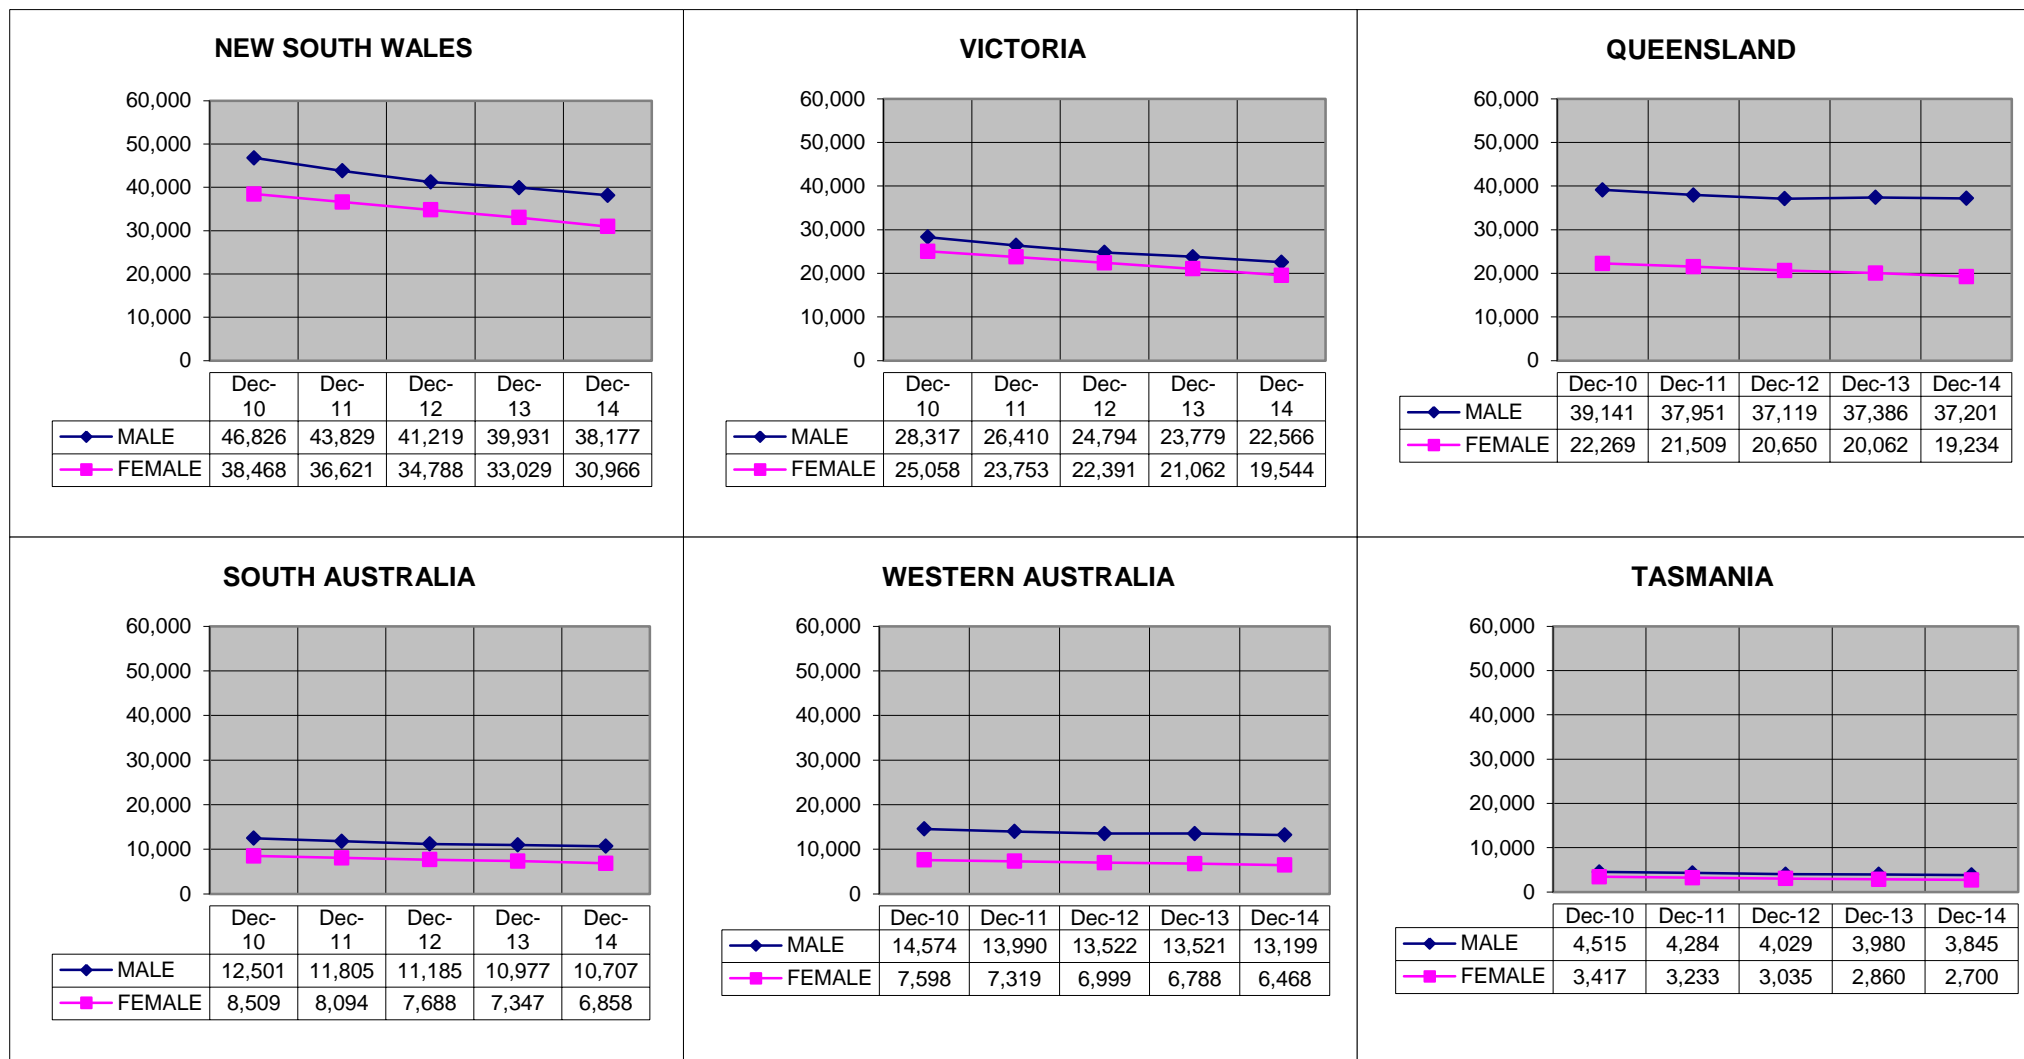 NEW SOUTH WALES
60,000
50,000
40,000
30,000
20,000
10,000
0
Dec-10 Dec-11 Dec-12 Dec-13 Dec-14
MALE 46,826 43,829 41,219 39,931 38,177
FEMALE 38,468 36,621 34,788 33,029 30,966
VICTORIA
60,000
50,000
40,000
30,000
20,000
10,000
0
Dec-10 Dec-11 Dec-12 Dec-13 Dec-14
MALE 28,317 26,410 24,794 23,779 22,566
FEMALE 25,058 23,753 22,391 21,062 19,544
QUEENSLAND
60,000
50,000
40,000
30,000
20,000
10,000
0
Dec-10 Dec-11 Dec-12 Dec-13 Dec-14
MALE 39,141 37,951 37,119 37,386 37,201
FEMALE 22,269 21,509 20,650 20,062 19,234
SOUTH AUSTRALIA
60,000
50,000
40,000
30,000
20,000
10,000
0
Dec-10 Dec-11 Dec-12 Dec-13 Dec-14
MALE 12,501 11,805 11,185 10,977 10,707
FEMALE 8,509 8,094 7,688 7,347 6,858
WESTERN AUSTRALIA
60,000
50,000
40,000
30,000
20,000
10,000
0
Dec-10 Dec-11 Dec-12 Dec-13 Dec-14
MALE 14,574 13,990 13,522 13,521 13,199
FEMALE 7,598 7,319 6,999 6,788 6,468
TASMANIA
60,000
50,000
40,000
30,000
20,000
10,000
0
Dec-10 Dec-11 Dec-12 Dec-13 Dec-14
MALE 4,515 4,284 4,029 3,980 3,845
FEMALE 3,417 3,233 3,035 2,860 2,700